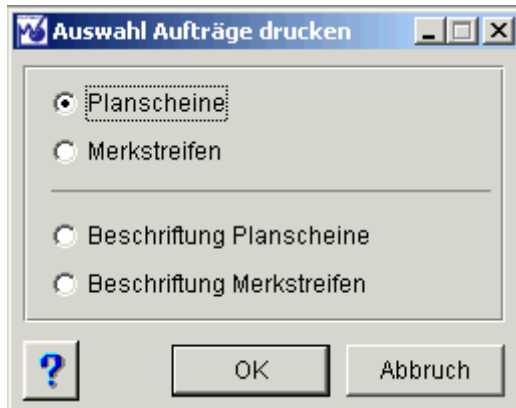 Auswahl Aufträge drucken
Planscheine
Merkstreifen
Beschriftung Planscheine
Beschriftung Merkstreifen
?
OK
Abbruch